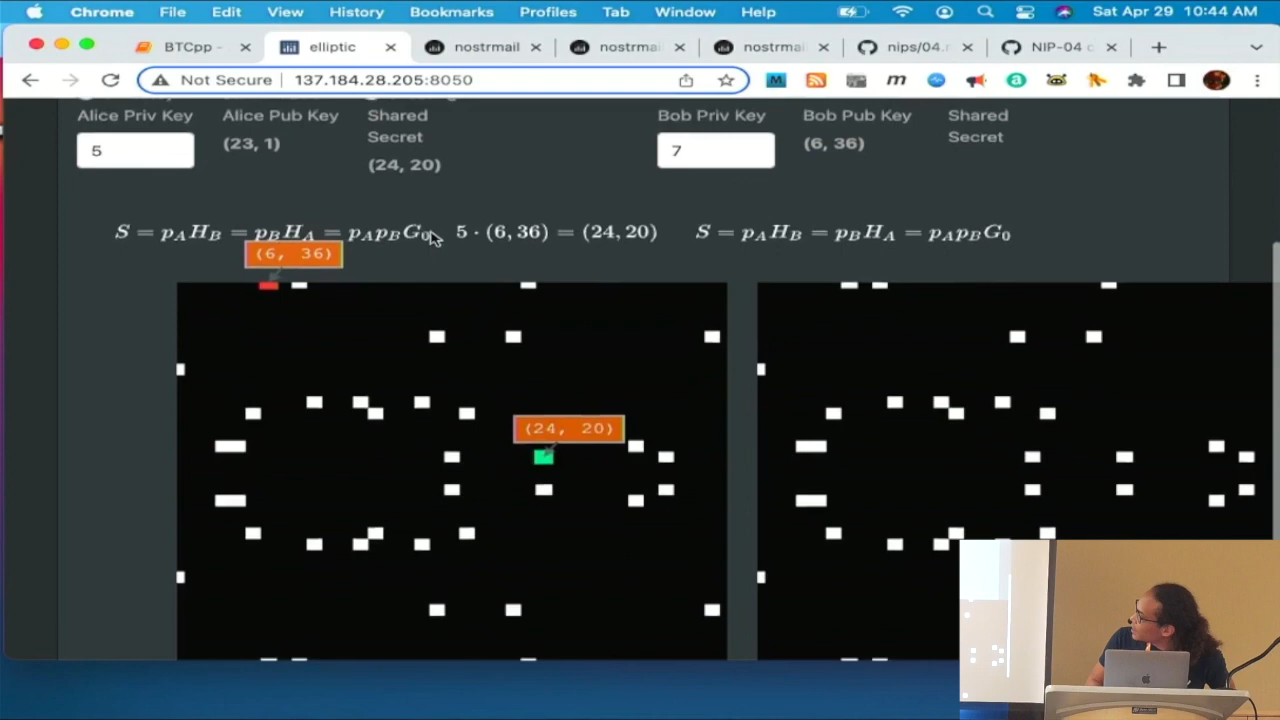 Chrome File Edit View History Bookmarks Profiles Tab Window Help Sat Apr 29 10:44 AM
BTCpp - elliptic nostrmail nostrmai nostrmai nips/04.r NIP-04 c
Not Secure 137.184.28.205:8050
Alice Priv Key Alice Pub Key Shared Secret Bob Priv Key Bob Pub Key Shared Secret
5 (23, 1) (24, 20) 7 (6, 36)
S = p_A H_B = p_B H_A = p_A p_B G_0 5 · (6, 36) = (24, 20) S = p_A H_B = p_B H_A = p_A p_B G_0
(6, 36)
(24, 20)